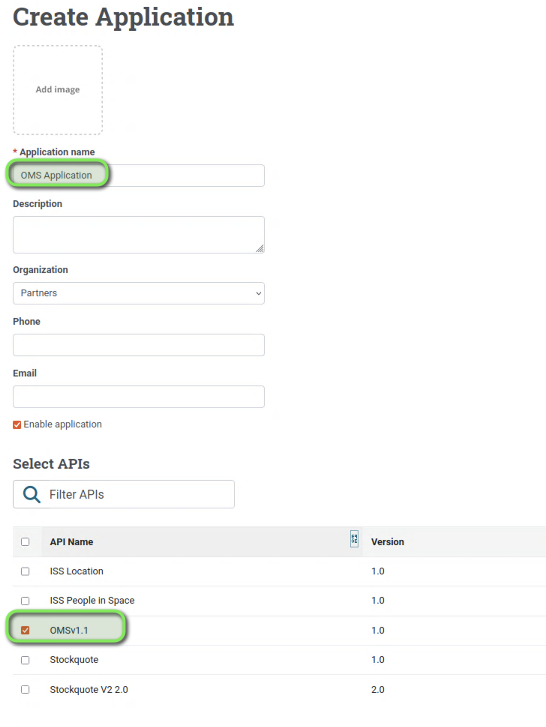 Create Application
Add image
* Application name
OMS Application
Description
Organization
Partners
Phone
Email
Enable application
Select APIs
Filter APIs
API Name Version
ISS Location 1.0
ISS People in Space 1.0
OMSv1.1 1.0
Stockquote 1.0
Stockquote V2 2.0 2.0